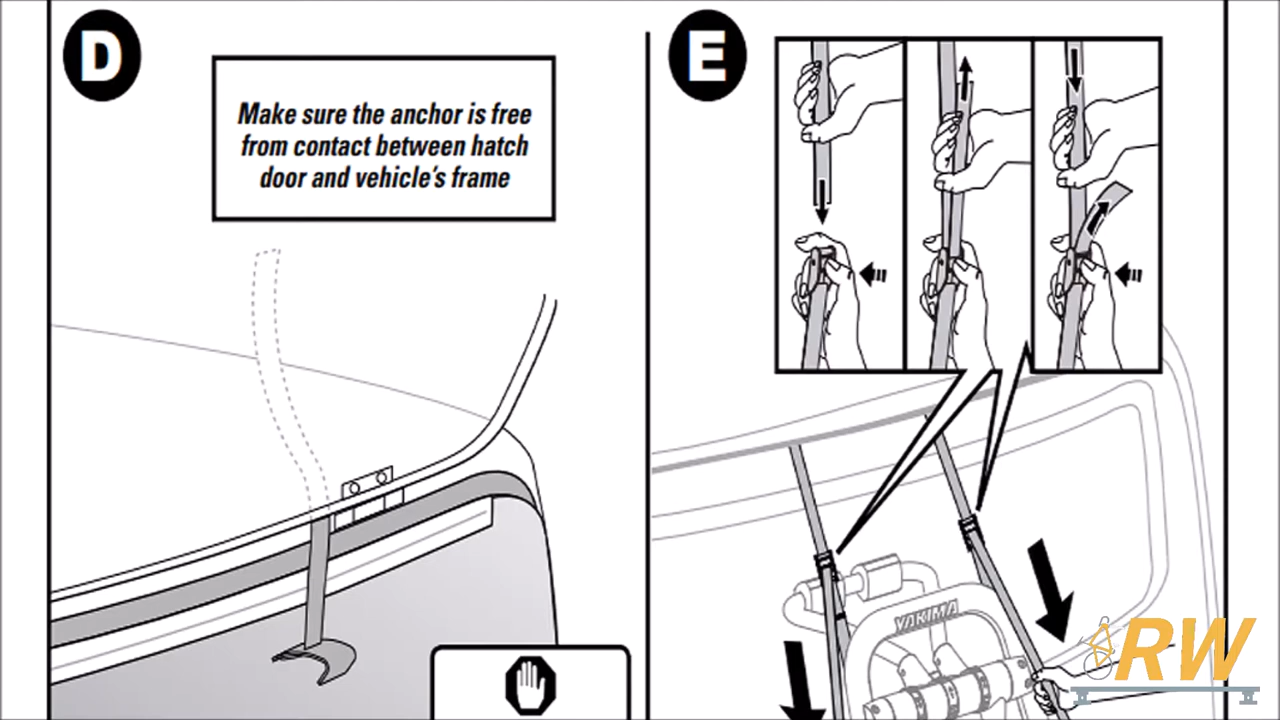 D
Make sure the anchor is free
from contact between hatch
door and vehicle's frame
E
YAKIMA
RW